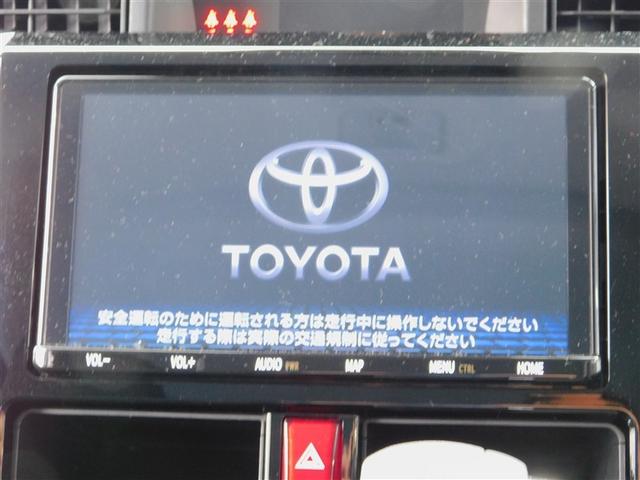 TOYOTA
安全運転のために運転される方は走行中に操作しないでください
走行する際は実際の交通規制に従ってください
VOL− VOL+ AUDIO PWR MAP MENU CTRL HOME